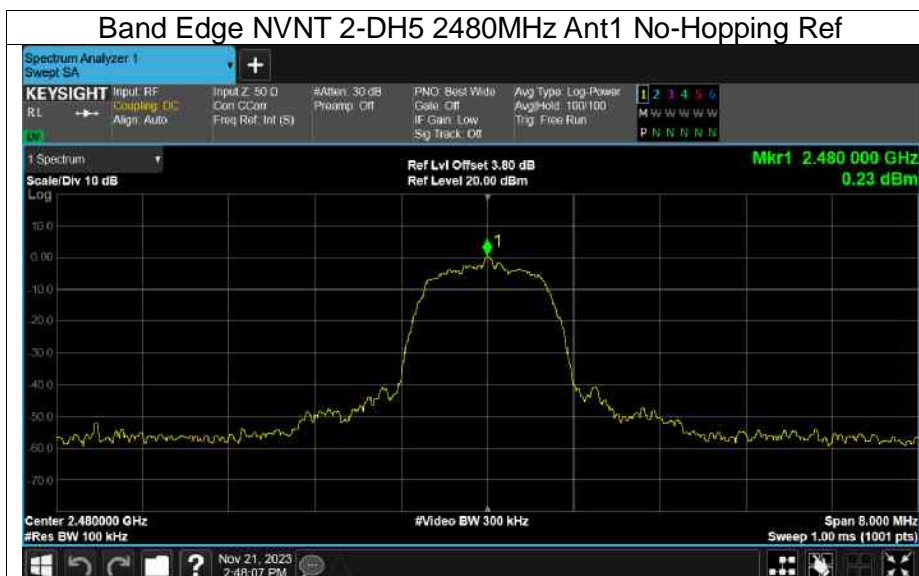 Band Edge NVNT 2-DH5 2480MHz Ant1 No-Hopping Ref
Spectrum Analyzer 1
Swept SA
+
KEYSIGHT Input: RF Input Z: 50 Ω #Atten: 30 dB PNO: Best Wide Avg Type: Log-Power 1 2 3 4 5 6
RL Coupling: DC Corr CCorr Preamp: Off Gate: Off Avg|Hold: 100/100 M W W W W W
Align: Auto Freq Ref: Int (S) IF Gain: Low Trig: Free Run
Sig Track: Off P N N N N N
1 Spectrum Ref Lvl Offset 3.80 dB Mkr1 2.480 000 GHz
Scale/Div 10 dB Ref Level 20.00 dBm 0.23 dBm
Log
10.0
1
0.00
-10.0
-20.0
-30.0
-40.0
-50.0
-60.0
-70.0
Center 2.480000 GHz #Video BW 300 kHz Span 8.000 MHz
#Res BW 100 kHz Sweep 1.00 ms (1001 pts)
? Nov 21, 2023
2:48:07 PM